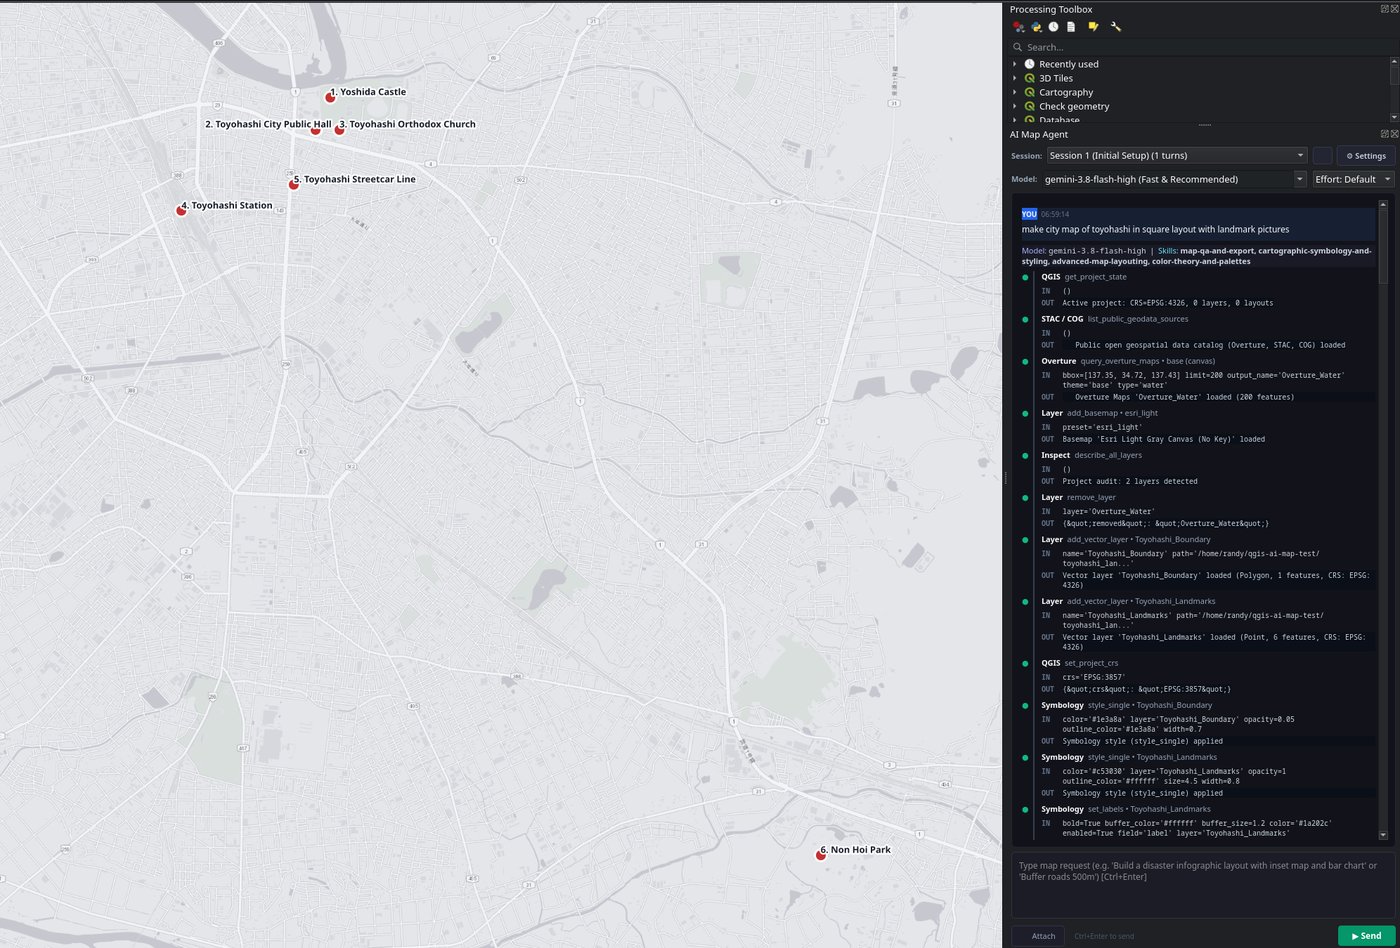 1. Yoshida Castle
2. Toyohashi City Public Hall
3. Toyohashi Orthodox Church
5. Toyohashi Streetcar Line
4. Toyohashi Station
6. Non Hoi Park
Processing Toolbox
Search...
Recently used
3D Tiles
Cartography
Check geometry
Database
AI Map Agent
Session: Session 1 (Initial Setup) (1 turns)
⚙ Settings
Model: gemini-3.8-flash-high (Fast & Recommended)
Effort: Default
YOU 06:59:14
make city map of toyohashi in square layout with landmark pictures
Model: gemini-3.8-flash-high | Skills: map-qa-and-export, cartographic-symbology-and-
styling, advanced-map-layouting, color-theory-and-palettes
QGIS get_project_state
IN ()
OUT Active project: CRS=EPSG:4326, 0 layers, 0 layouts
STAC / COG list_public_geodata_sources
IN ()
OUT Public open geospatial data catalog (Overture, STAC, COG) loaded
Overture query_overture_maps • base (canvas)
IN bbox=[137.35, 34.72, 137.43] limit=200 output_name='Overture_Water'
theme='base' type='water'
OUT Overture Maps 'Overture_Water' loaded (200 features)
Layer add_basemap • esri_light
IN preset='esri_light'
OUT Basemap 'Esri Light Gray Canvas (No Key)' loaded
Inspect describe_all_layers
IN ()
OUT Project audit: 2 layers detected
Layer remove_layer
IN layer='Overture_Water'
OUT {&quot;removed&quot;: &quot;Overture_Water&quot;}
Layer add_vector_layer • Toyohashi_Boundary
IN name='Toyohashi_Boundary' path='/home/randy/qgis-ai-map-test/
toyohashi_lan...'
OUT Vector layer 'Toyohashi_Boundary' loaded (Polygon, 1 features, CRS: EPSG:
4326)
Layer add_vector_layer • Toyohashi_Landmarks
IN name='Toyohashi_Landmarks' path='/home/randy/qgis-ai-map-test/
toyohashi_lan...'
OUT Vector layer 'Toyohashi_Landmarks' loaded (Point, 6 features, CRS: EPSG:
4326)
QGIS set_project_crs
IN crs='EPSG:3857'
OUT {&quot;crs&quot;: &quot;EPSG:3857&quot;}
Symbology style_single • Toyohashi_Boundary
IN color='#1e3a8a' layer='Toyohashi_Boundary' opacity=0.05
outline_color='#1e3a8a' width=0.7
OUT Symbology style (style_single) applied
Symbology style_single • Toyohashi_Landmarks
IN color='#c53030' layer='Toyohashi_Landmarks' opacity=1
outline_color='#ffffff' size=4.5 width=0.8
OUT Symbology style (style_single) applied
Symbology set_labels • Toyohashi_Landmarks
IN bold=True buffer_color='#ffffff' buffer_size=1.2 color='#1a202c'
enabled=True field='label' layer='Toyohashi_Landmarks'
Type map request (e.g. 'Build a disaster infographic layout with inset map and bar chart' or
'Buffer roads 500m') [Ctrl+Enter]
Attach
Ctrl+Enter to send
▶ Send